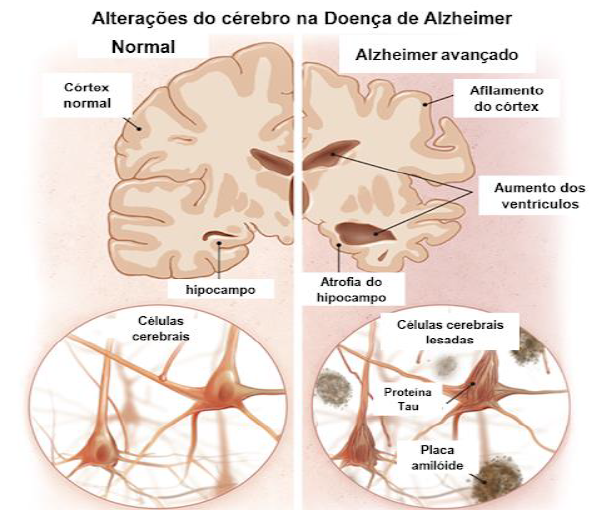 Alterações do cérebro na Doença de Alzheimer
Normal
Alzheimer avançado
Córtex
normal
Afilamento
do córtex
Aumento dos
ventrículos
hipocampo
Atrofia do
hipocampo
Células
cerebrais
Células cerebrais
lesadas
Proteína
Tau
Placa
amilóide